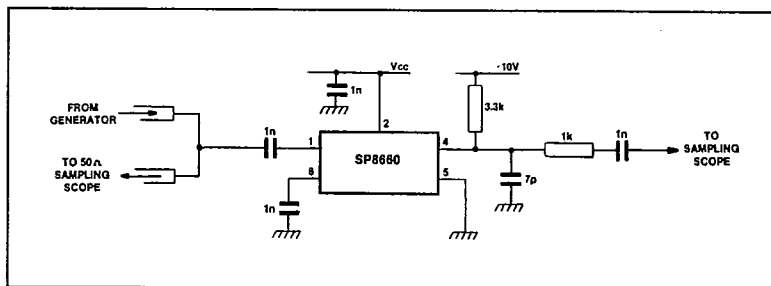 Vcc
-10V
1n
3.3k
FROM
GENERATOR
2
1n
1
4
1k
1n
TO
SAMPLING
SCOPE
SP8660
TO 50Ω
SAMPLING
SCOPE
6
5
7p
1n